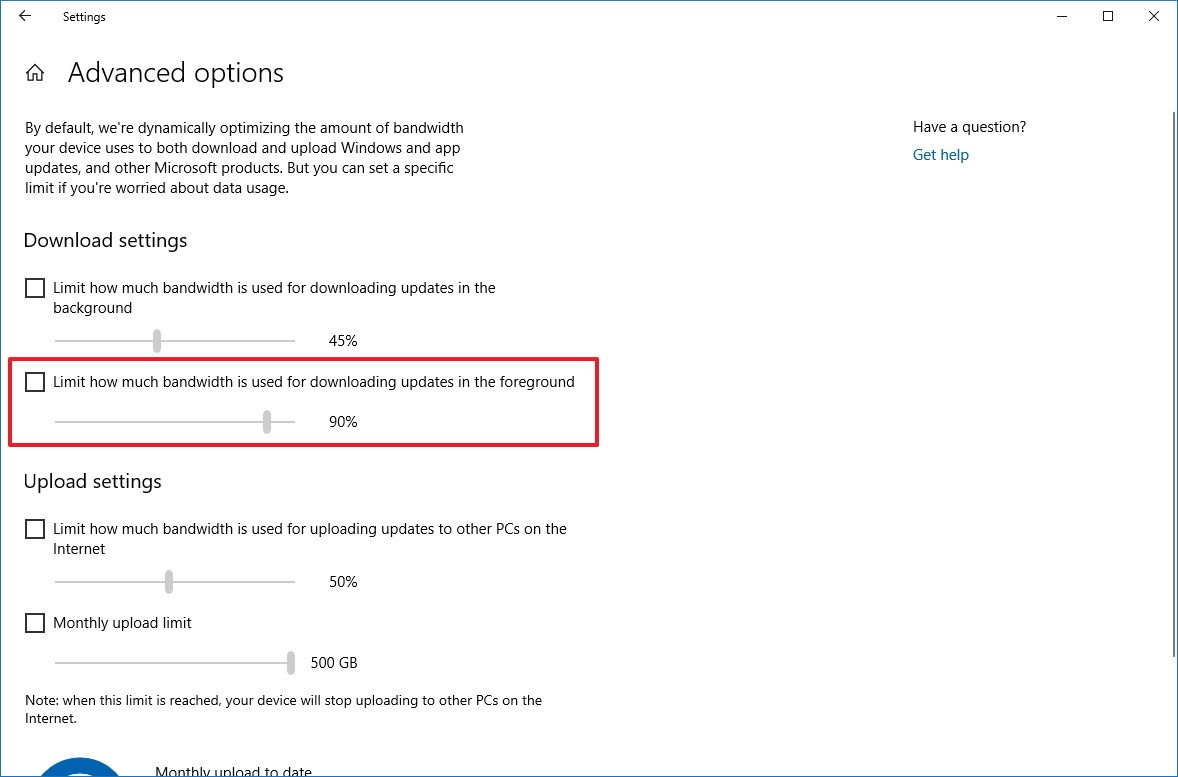 Settings
Advanced options
By default, we're dynamically optimizing the amount of bandwidth
your device uses to both download and upload Windows and app
updates, and other Microsoft products. But you can set a specific
limit if you're worried about data usage.
Have a question?
Get help
Download settings
Limit how much bandwidth is used for downloading updates in the
background
45%
Limit how much bandwidth is used for downloading updates in the foreground
90%
Upload settings
Limit how much bandwidth is used for uploading updates to other PCs on the
Internet
50%
Monthly upload limit
500 GB
Note: when this limit is reached, your device will stop uploading to other PCs on the
Internet.
Monthly upload to date